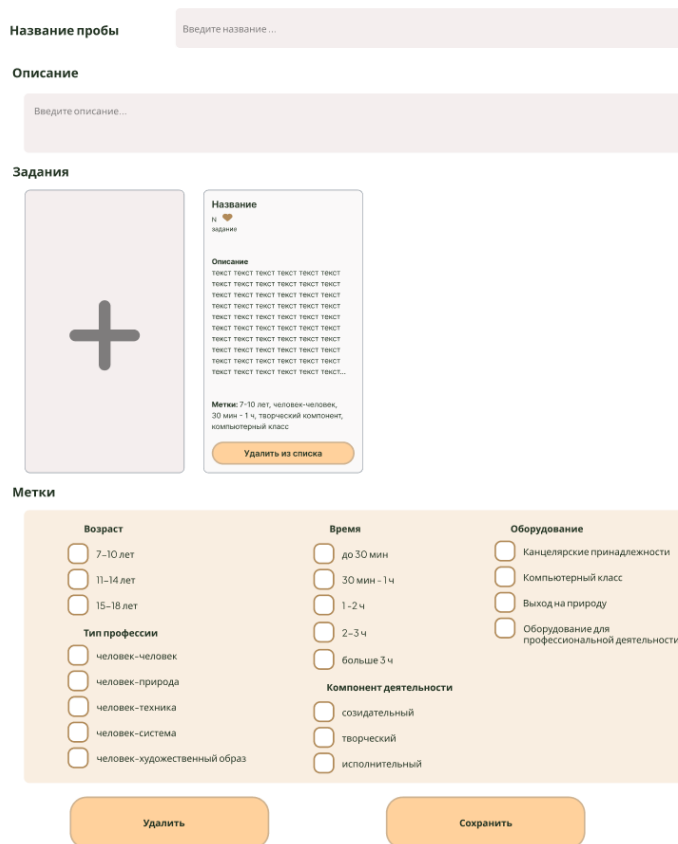 Название пробы
Введите название ...
Описание
Введите описание...
Задания
Название
N
задание
Описание
текст текст текст текст текст текст
текст текст текст текст текст текст
текст текст текст текст текст текст
текст текст текст текст текст текст
текст текст текст текст текст текст
текст текст текст текст текст текст
текст текст текст текст текст текст
текст текст текст текст текст текст
текст текст текст текст текст текст
текст текст текст текст текст текст...
Метки: 7-10 лет, человек-человек,
30 мин - 1 ч, творческий компонент,
компьютерный класс
Удалить из списка
Метки
Возраст
7–10 лет
11–14 лет
15–18 лет
Тип профессии
человек-человек
человек-природа
человек-техника
человек-система
человек-художественный образ
Время
до 30 мин
30 мин - 1 ч
1 -2 ч
2–3 ч
больше 3 ч
Компонент деятельности
созидательный
творческий
исполнительный
Оборудование
Канцелярские принадлежности
Компьютерный класс
Выход на природу
Оборудование для
профессиональной деятельности
Удалить
Сохранить